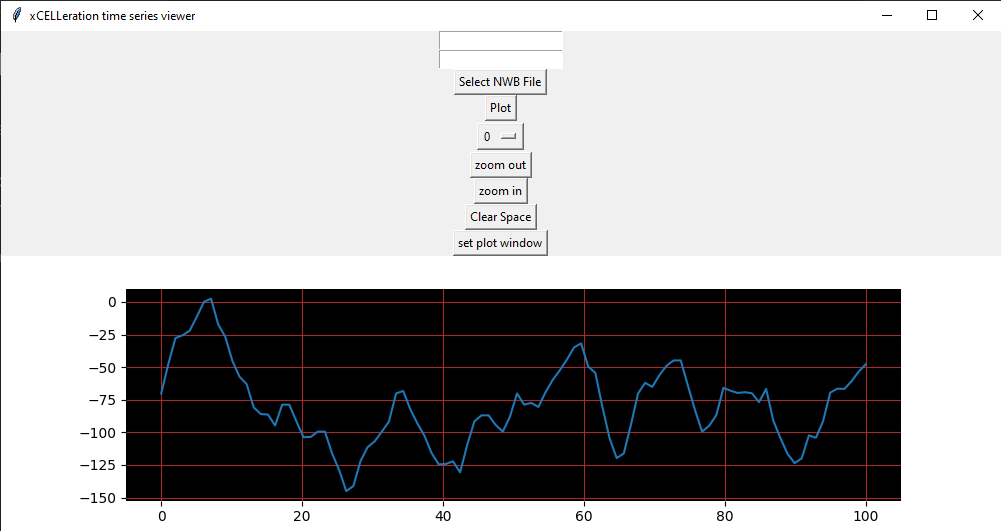 xCELLeration time series viewer
Select NWB File
Plot
0
zoom out
zoom in
Clear Space
set plot window
0
−25
−50
−75
−100
−125
−150
0 20 40 60 80 100